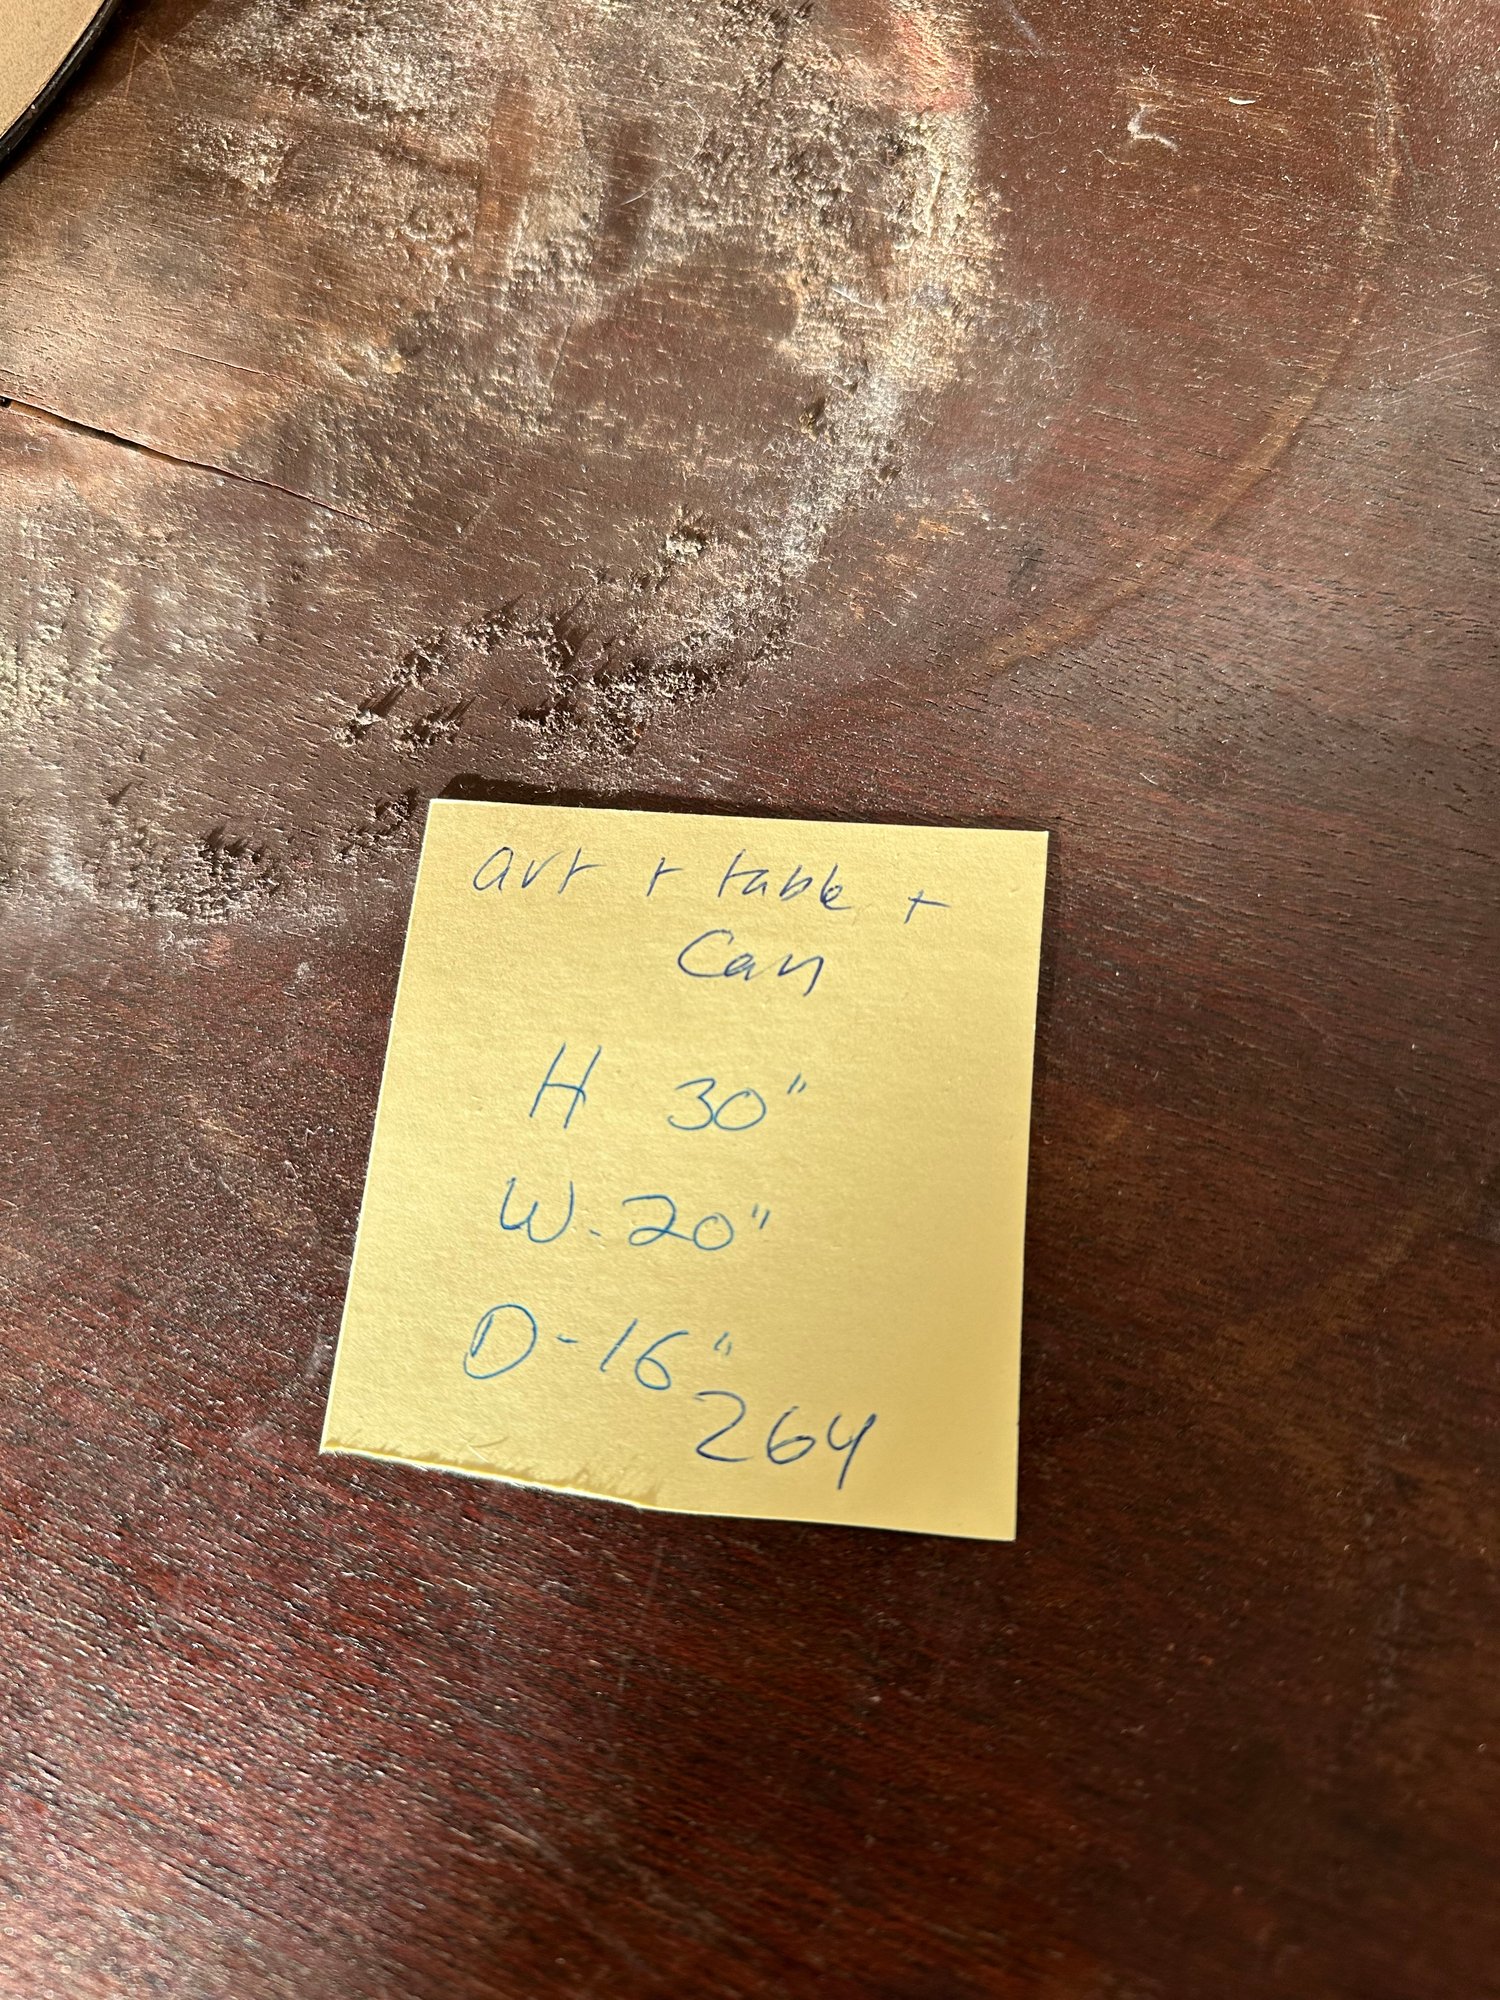 art + table +
Can
H 30"
W-20"
D-16"
264